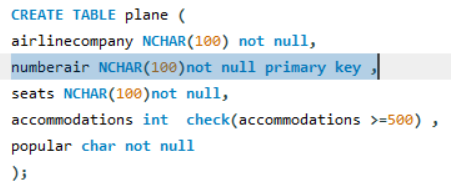 CREATE TABLE plane (
airlinecompany NCHAR(100) not null,
numberair NCHAR(100)not null primary key ,
seats NCHAR(100)not null,
accommodations int  check(accommodations >=500) ,
popular char not null
);